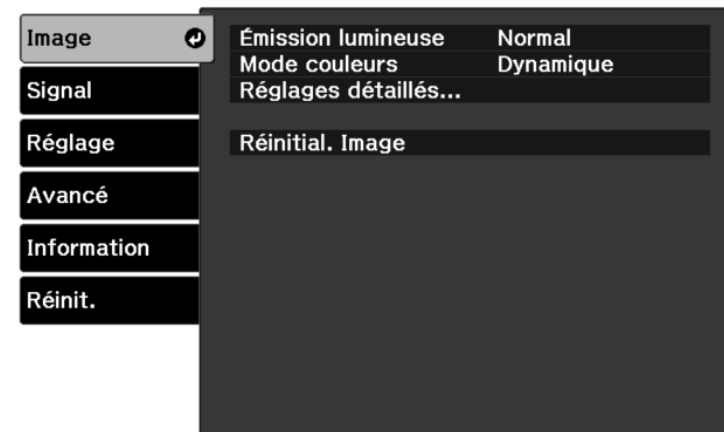 Image
Signal
Réglage
Avancé
Information
Réinit.
Émission lumineuse Normal
Mode couleurs Dynamique
Réglages détaillés...
Réinitial. Image